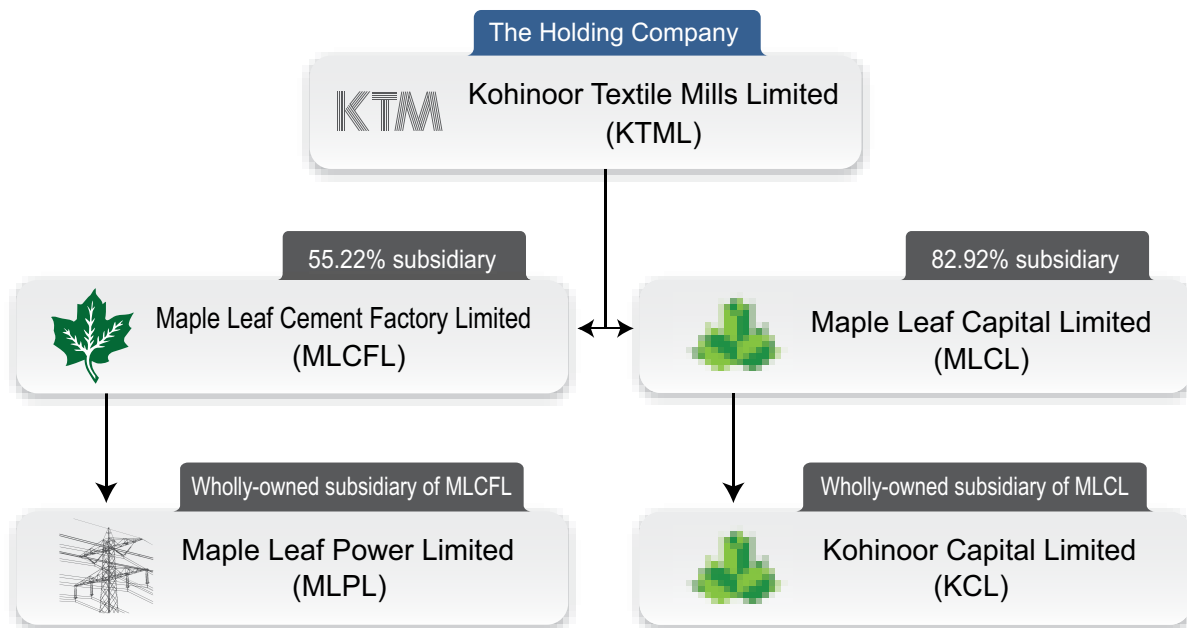 The Holding Company
KTM
Kohinoor Textile Mills Limited
(KTML)
55.22% subsidiary
Maple Leaf Cement Factory Limited
(MLCFL)
82.92% subsidiary
Maple Leaf Capital Limited
(MLCL)
Wholly-owned subsidiary of MLCFL
Maple Leaf Power Limited
(MLPL)
Wholly-owned subsidiary of MLCL
Kohinoor Capital Limited
(KCL)